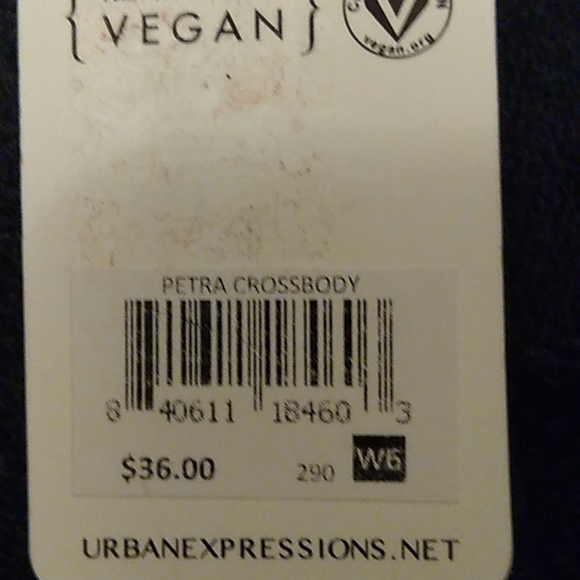 { VEGAN }
vegan.org
PETRA CROSSBODY
8 40611 18460 3
$36.00 290 W6
URBANEXPRESSIONS.NET